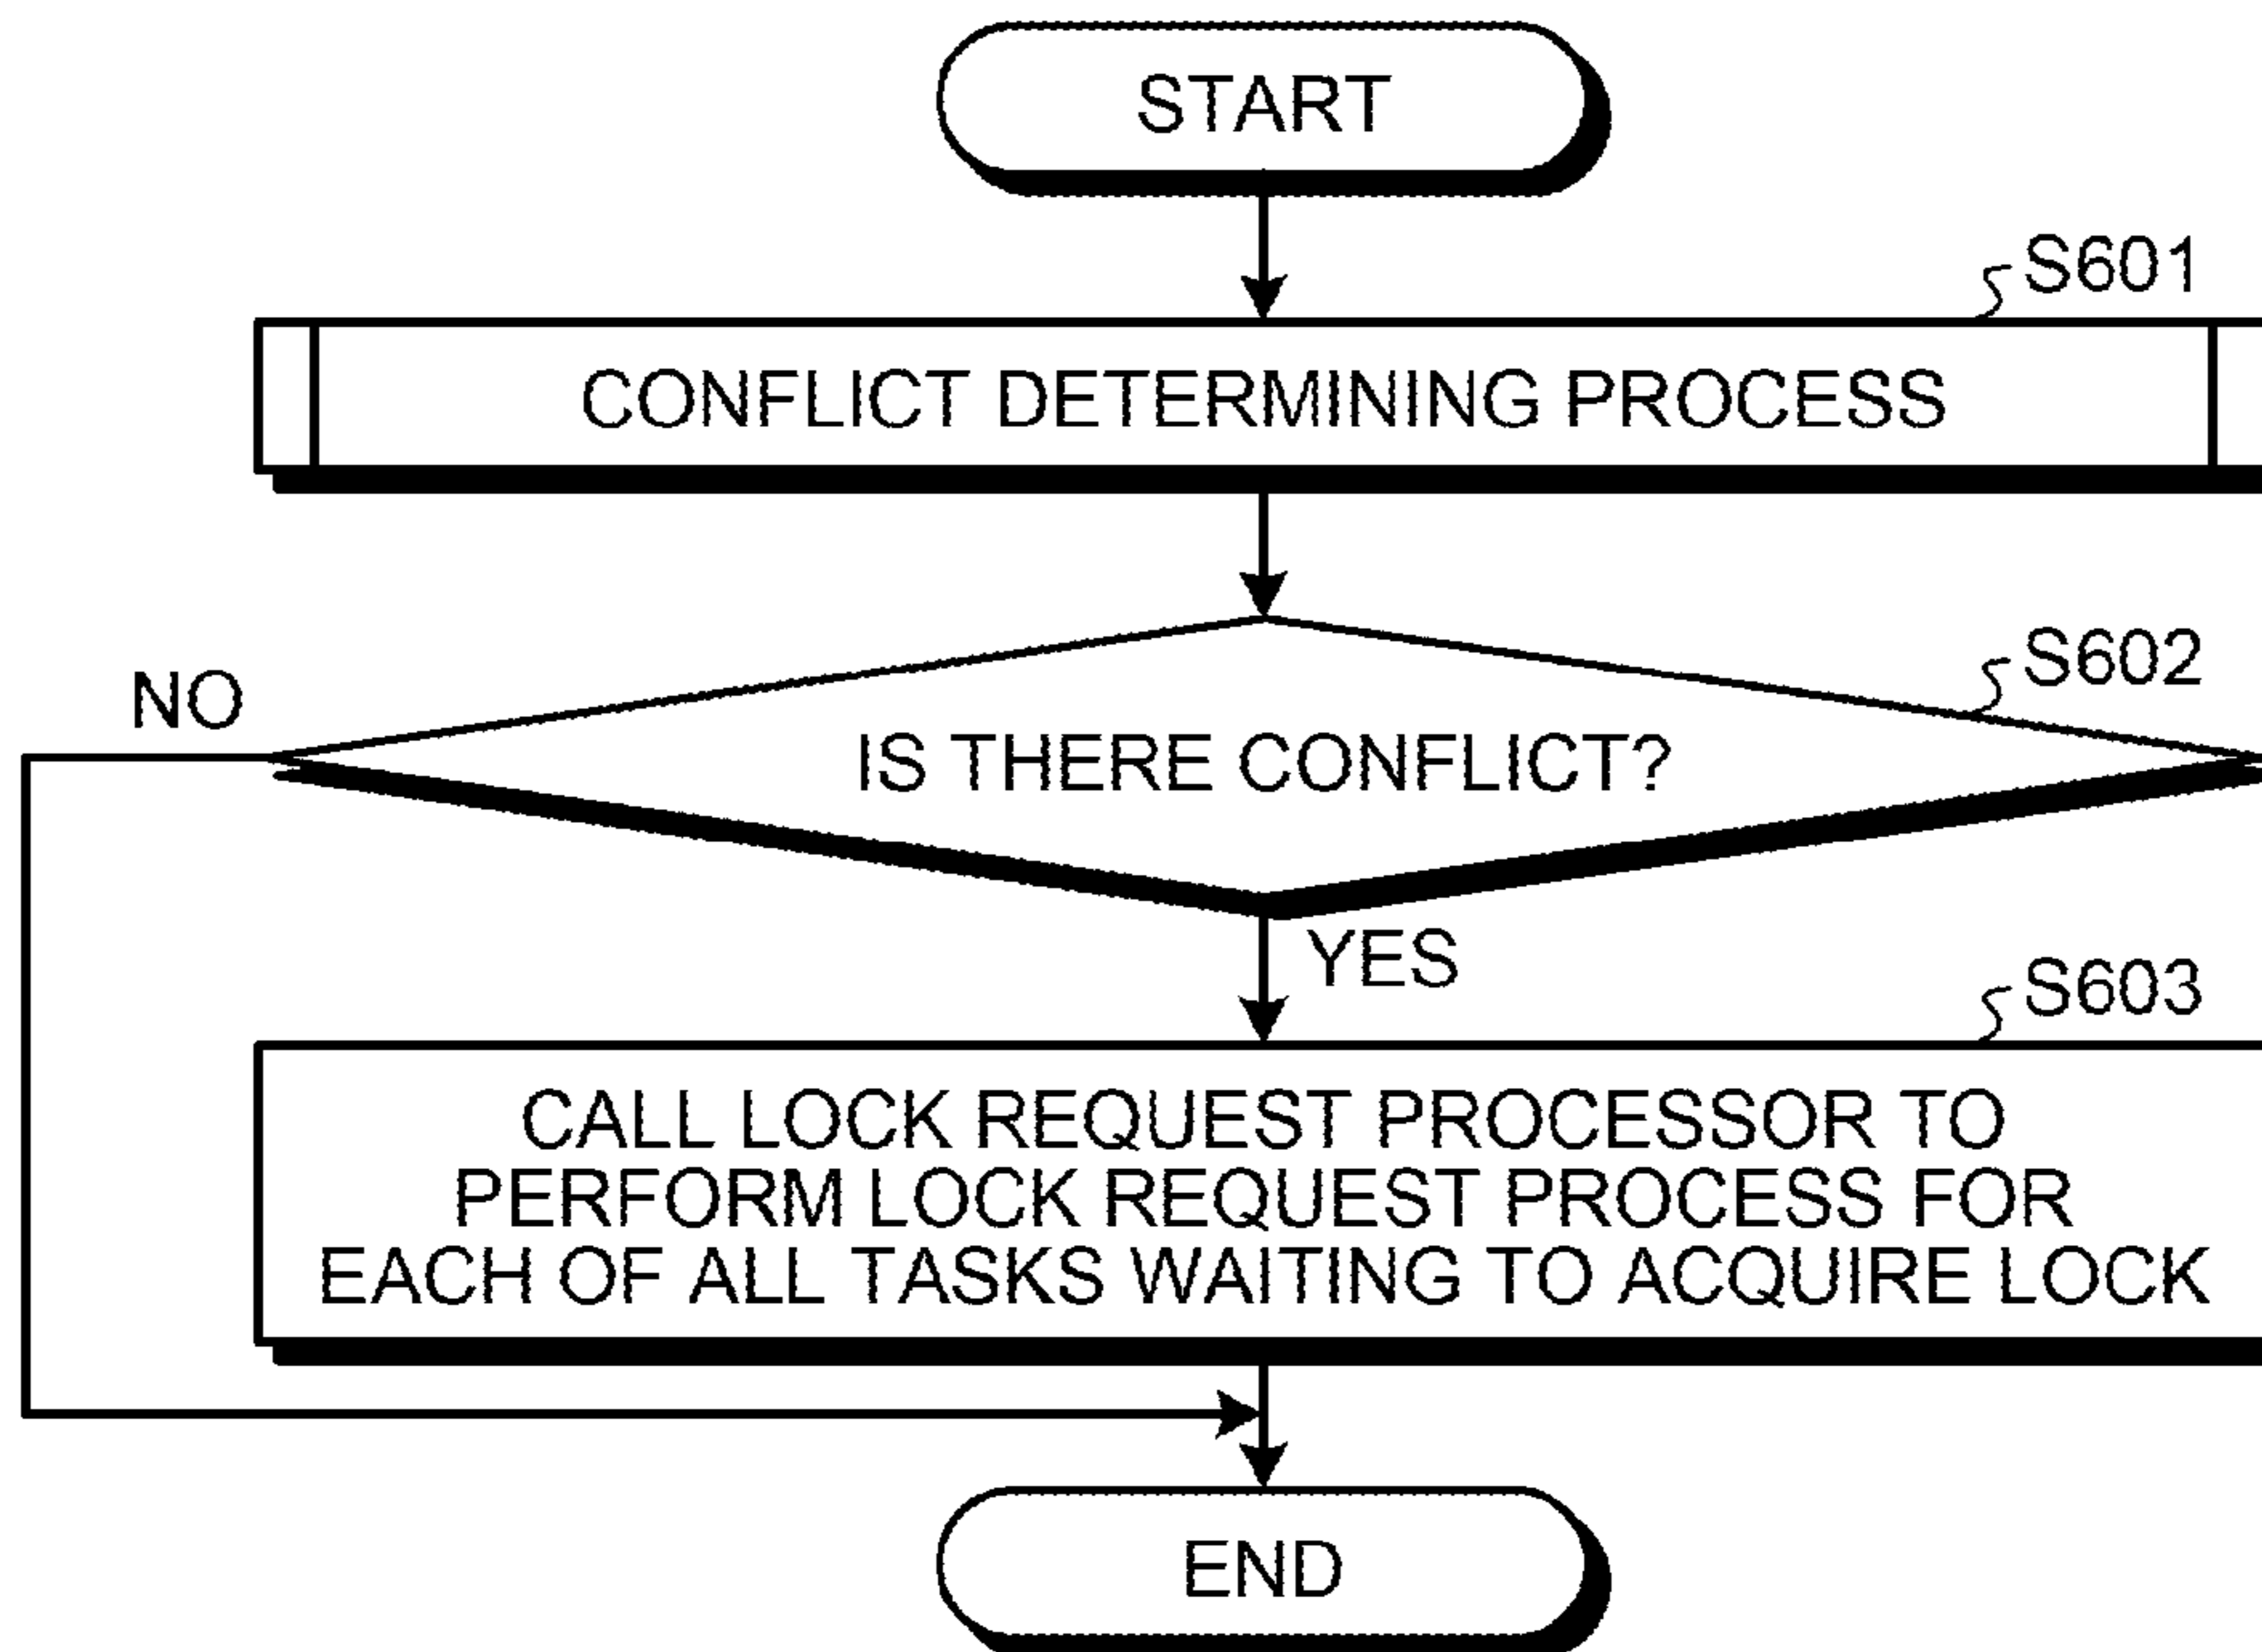 START
S601
CONFLICT DETERMINING PROCESS
S602
NO
IS THERE CONFLICT?
YES
S603
CALL LOCK REQUEST PROCESSOR TO
PERFORM LOCK REQUEST PROCESS FOR
EACH OF ALL TASKS WAITING TO ACQUIRE LOCK
END